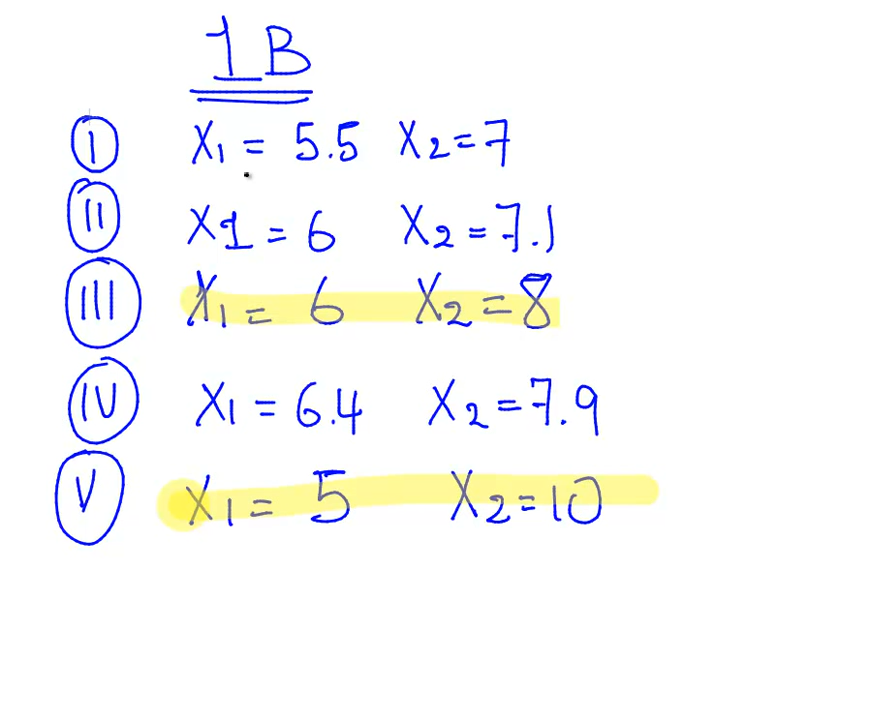 1B
I X1 = 5.5 X2=7
II X1 = 6 X2=7.1
III X1 = 6 X2=8
IV X1 = 6.4 X2=7.9
V X1 = 5 X2=10